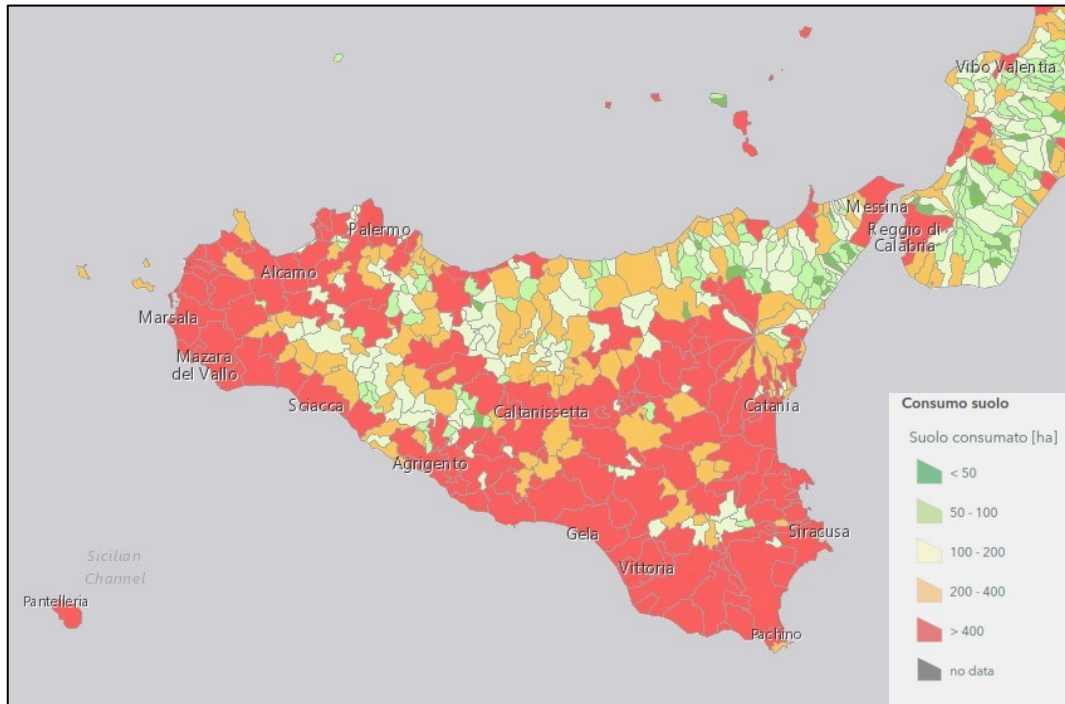 Vibo Valentia
Messina
Reggio di
Calabria
Palermo
Alcamo
Marsala
Mazara
del Vallo
Sciacca
Caltanissetta
Catania
Agrigento
Gela
Siracusa
Vittoria
Sicilian
Channel
Pantelleria
Pachino
Consumo suolo
Suolo consumato [ha]
< 50
50 - 100
100 - 200
200 - 400
> 400
no data